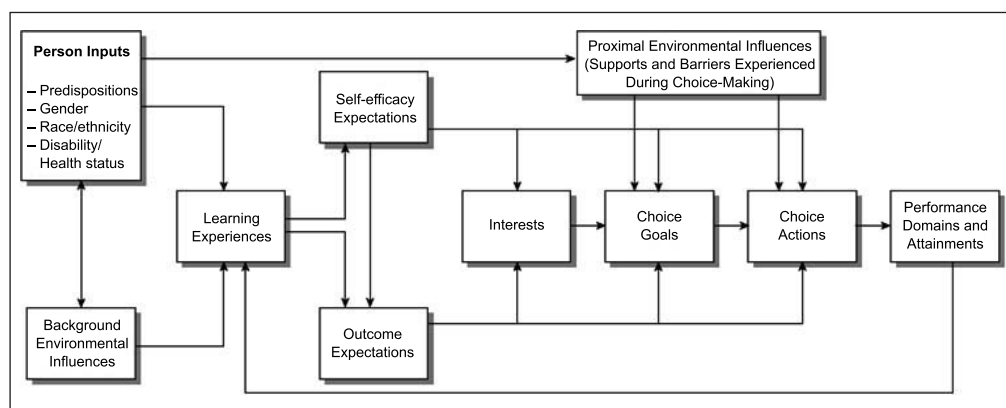 Person Inputs
– Predispositions
– Gender
– Race/ethnicity
– Disability/
Health status
Proximal Environmental Influences
(Supports and Barriers Experienced
During Choice-Making)
Self-efficacy
Expectations
Learning
Experiences
Interests
Choice
Goals
Choice
Actions
Performance
Domains and
Attainments
Background
Environmental
Influences
Outcome
Expectations